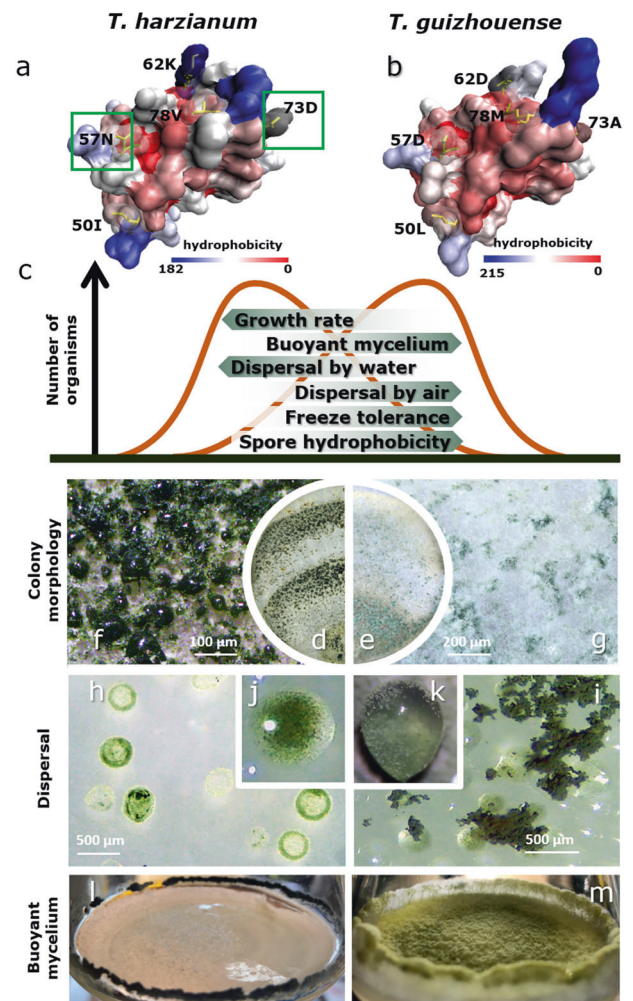 T. harzianum
T. guizhouense
a
62K
78V
73D
57N
50I
hydrophobicity
182
0
b
62D
78M
73A
57D
50L
hydrophobicity
215
0
c
Number of
organisms
Growth rate
Buoyant mycelium
Dispersal by water
Dispersal by air
Freeze tolerance
Spore hydrophobicity
Colony
morphology
f
100 µm
d
e
200 µm
g
Dispersal
h
j
k
i
500 µm
500 µm
Buoyant
mycelium
l
m